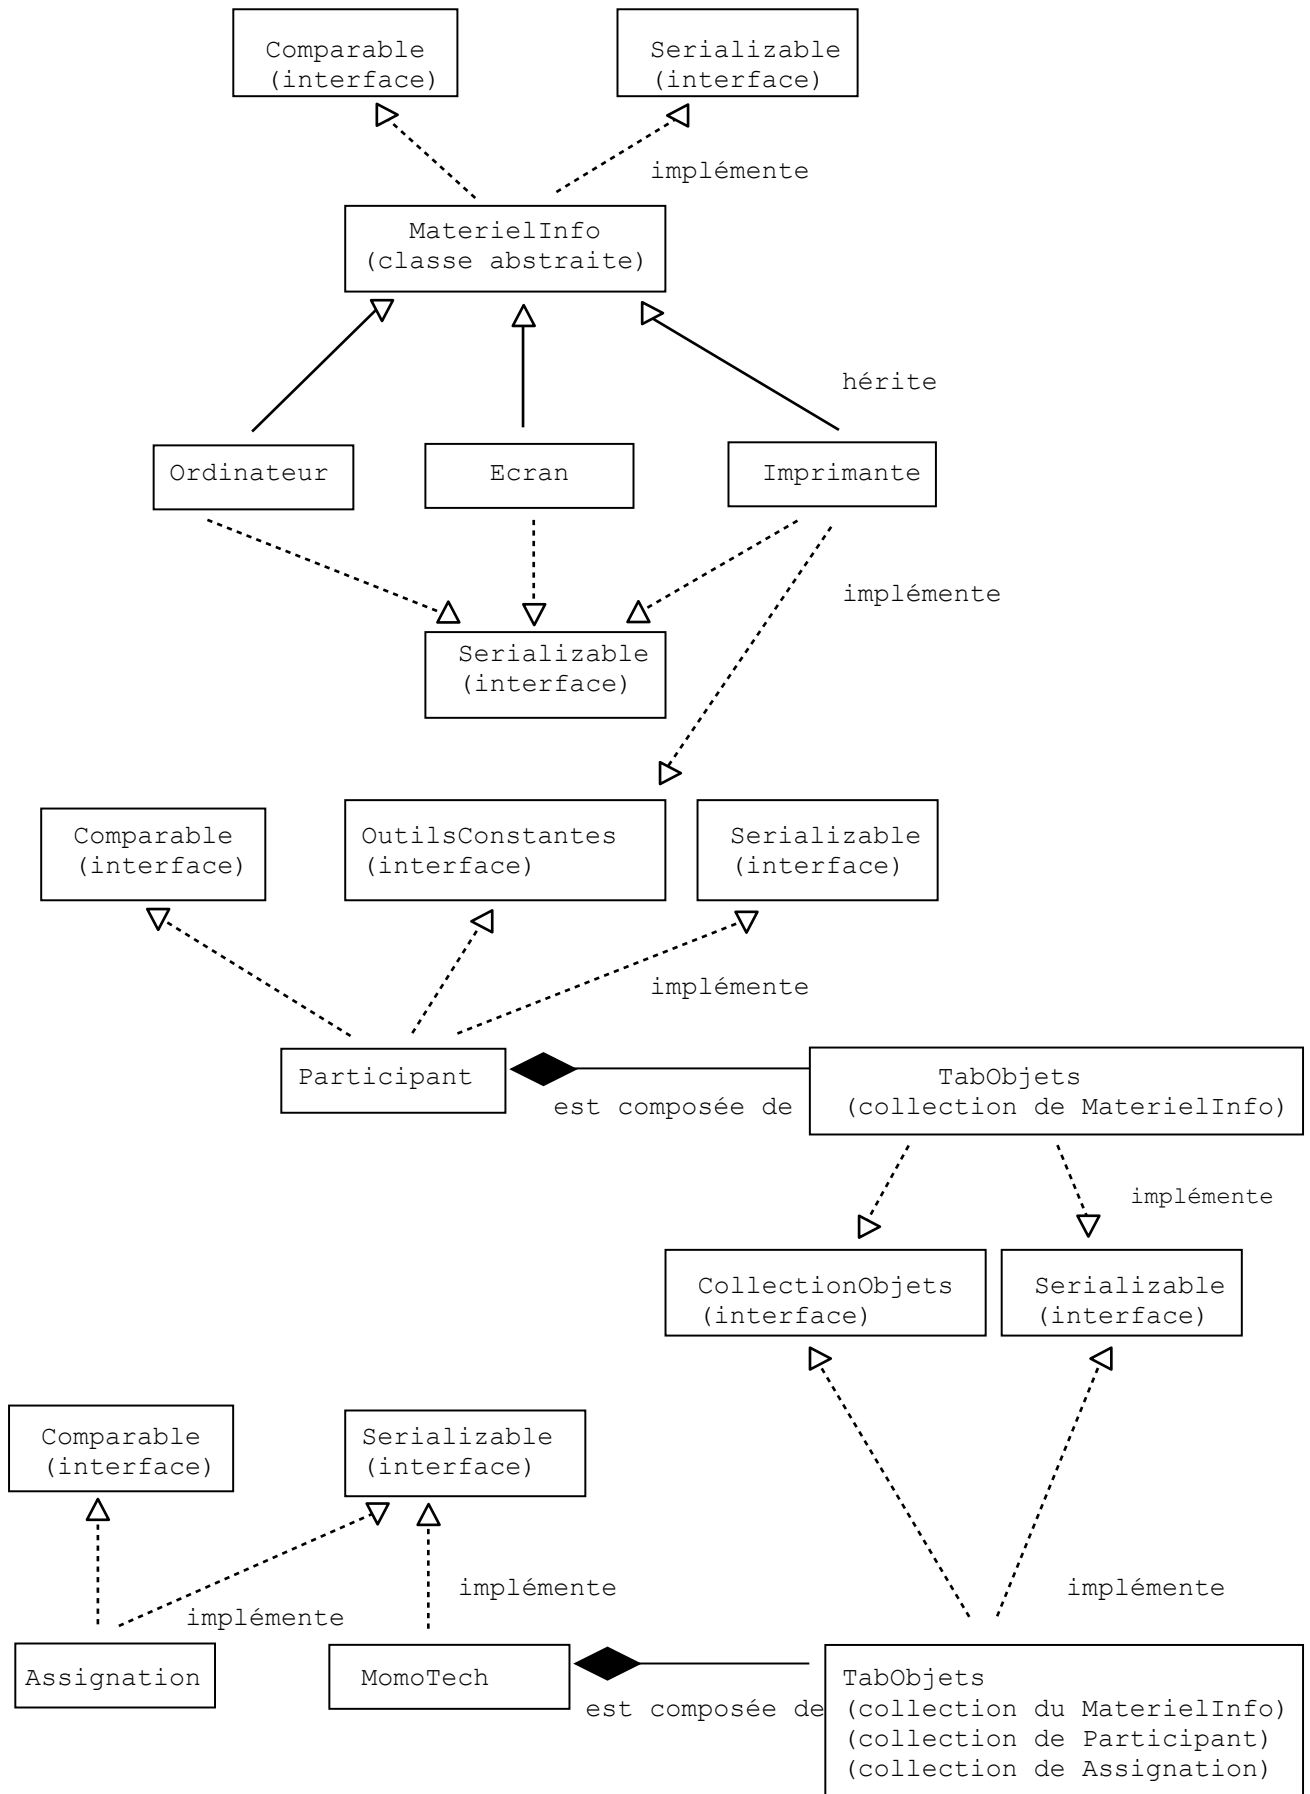 Comparable
(interface)
Serializable
(interface)
implémente
MaterielInfo
(classe abstraite)
hérite
Ordinateur
Ecran
Imprimante
implémente
Serializable
(interface)
Comparable
(interface)
OutilsConstantes
(interface)
Serializable
(interface)
implémente
Participant
est composée de
TabObjets
(collection de MaterielInfo)
implémente
CollectionObjets
(interface)
Serializable
(interface)
Comparable
(interface)
Serializable
(interface)
implémente
implémente
implémente
Assignation
MomoTech
est composée de
TabObjets
(collection du MaterielInfo)
(collection de Participant)
(collection de Assignation)